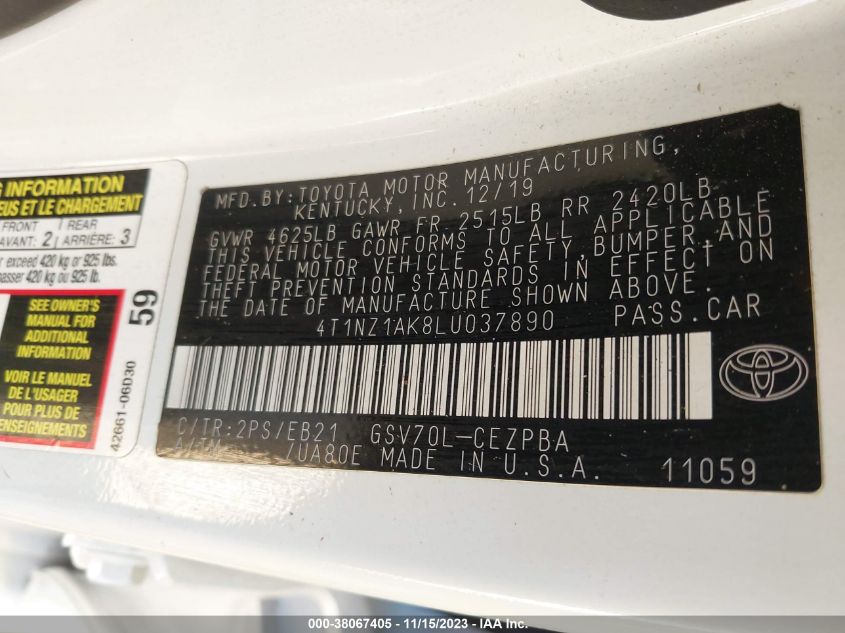 G INFORMATION
EUS ET LE CHARGEMENT
FRONT REAR
AVANT: 2 ARRIÈRE: 3
r exceed 420 kg or 925 lbs.
passer 420 kg ou 925 lb.
SEE OWNER'S
MANUAL FOR
ADDITIONAL
INFORMATION
VOIR LE MANUEL
DE L'USAGER
POUR PLUS DE
RENSEIGNEMENTS
59
42661-06D30
MFD. BY: TOYOTA MOTOR MANUFACTURING,
KENTUCKY, INC. 12/19
GVWR 4625LB GAWR FR 2515LB RR 2420LB
THIS VEHICLE CONFORMS TO ALL APPLICABLE
FEDERAL MOTOR VEHICLE SAFETY, BUMPER, AND
THEFT PREVENTION STANDARDS IN EFFECT ON
THE DATE OF MANUFACTURE SHOWN ABOVE.
4T1NZ1AK8LU037890 PASS. CAR
C/TR: 2PS/EB21 GSV70L-CEZPBA
A/TM /UA80E MADE IN U.S.A. 11059
000-38067405 - 11/15/2023 - IAA Inc.